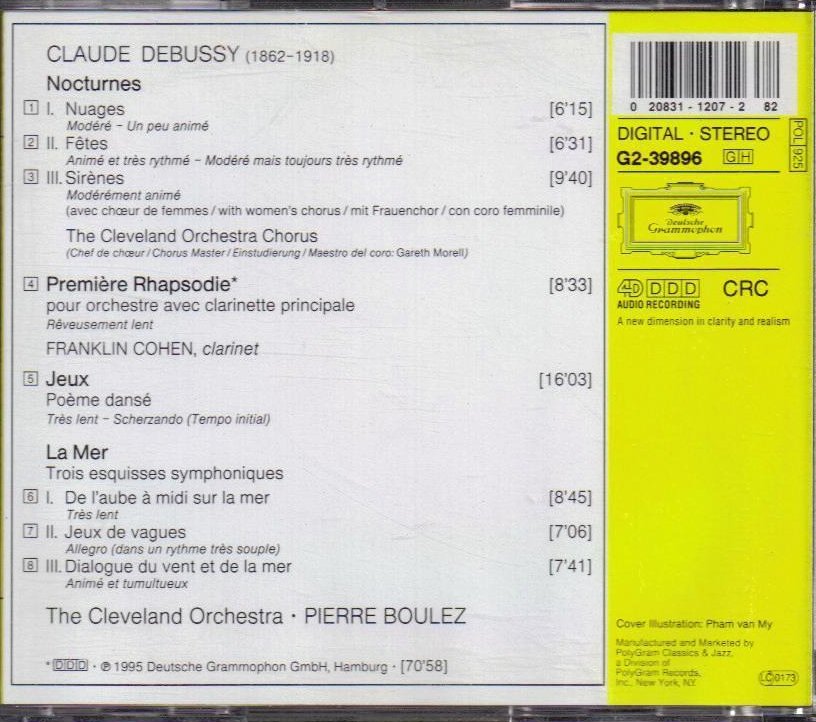 CLAUDE DEBUSSY (1862–1918)
Nocturnes
1 I. Nuages [6'15]
Modéré – Un peu animé
2 II. Fêtes [6'31]
Animé et très rythmé – Modéré mais toujours très rythmé
3 III. Sirènes [9'40]
Modérément animé
(avec chœur de femmes / with women's chorus / mit Frauenchor / con coro femminile)
The Cleveland Orchestra Chorus
(Chef de chœur / Chorus Master / Einstudierung / Maestro del coro: Gareth Morell)
4 Première Rhapsodie* [8'33]
pour orchestre avec clarinette principale
Rêveusement lent
FRANKLIN COHEN, clarinet
5 Jeux [16'03]
Poème dansé
Très lent – Scherzando (Tempo initial)
La Mer
Trois esquisses symphoniques
6 I. De l'aube à midi sur la mer [8'45]
Très lent
7 II. Jeux de vagues [7'06]
Allegro (dans un rythme très souple)
8 III. Dialogue du vent et de la mer [7'41]
Animé et tumultueux
The Cleveland Orchestra · PIERRE BOULEZ
*DDD · ℗ 1995 Deutsche Grammophon GmbH, Hamburg · [70'58]
0 20831-1207-2 82
DIGITAL · STEREO
G2-39896 GH
POL 925
Deutsche
Grammophon
4D DDD CRC
AUDIO RECORDING
A new dimension in clarity and realism
Cover Illustration: Pham van My
Manufactured and Marketed by
PolyGram Classics & Jazz,
a Division of
PolyGram Records,
Inc., New York, NY.
LC 0173